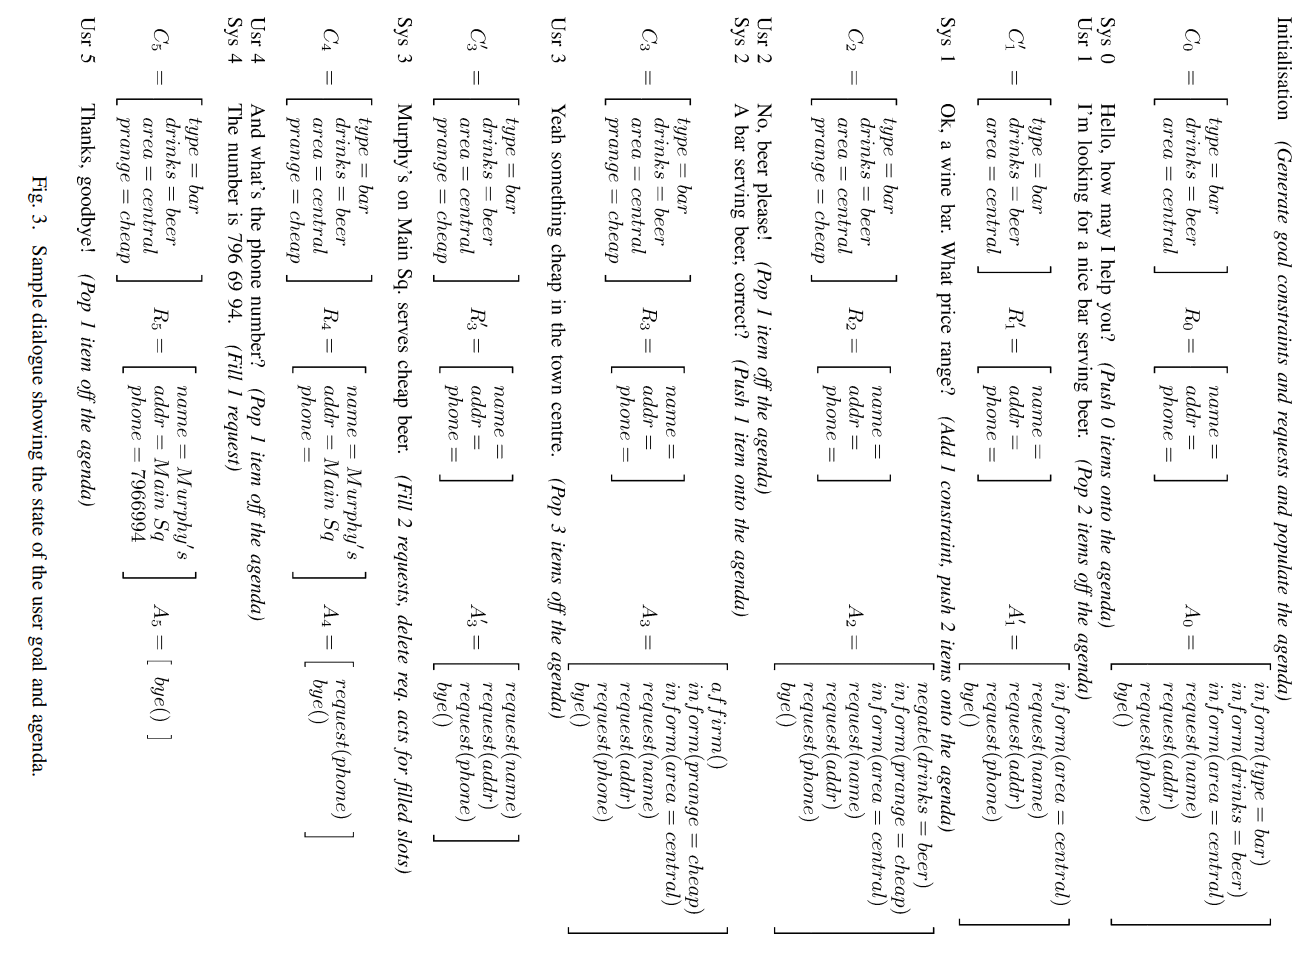 Initialisation (Generate goal constraints and requests and populate the agenda)
C₀ = [ type = bar drinks = beer area = central ] R₀ = [ name = addr = phone = ] A₀ = [ inform(type = bar) inform(drinks = beer) inform(area = central) request(name) request(addr) request(phone) bye() ]
Sys 0 Hello, how may I help you? (Push 0 items onto the agenda)
Usr 1 I'm looking for a nice bar serving beer. (Pop 2 items off the agenda)
C′₁ = [ type = bar drinks = beer area = central ] R′₁ = [ name = addr = phone = ] A′₁ = [ inform(area = central) request(name) request(addr) request(phone) bye() ]
Sys 1 Ok, a wine bar. What price range? (Add 1 constraint, push 2 items onto the agenda)
C₂ = [ type = bar drinks = beer area = central prange = cheap ] R₂ = [ name = addr = phone = ] A₂ = [ negate(drinks = beer) inform(prange = cheap) inform(area = central) request(name) request(addr) request(phone) bye() ]
Usr 2 No, beer please! (Pop 1 item off the agenda)
Sys 2 A bar serving beer, correct? (Push 1 item onto the agenda)
C₃ = [ type = bar drinks = beer area = central prange = cheap ] R₃ = [ name = addr = phone = ] A₃ = [ affirm() inform(prange = cheap) inform(area = central) request(name) request(addr) request(phone) bye() ]
Usr 3 Yeah something cheap in the town centre. (Pop 3 items off the agenda)
C′₃ = [ type = bar drinks = beer area = central prange = cheap ] R′₃ = [ name = addr = phone = ] A′₃ = [ request(name) request(addr) request(phone) bye() ]
Sys 3 Murphy's on Main Sq. serves cheap beer. (Fill 2 requests, delete req. acts for filled slots)
C₄ = [ type = bar drinks = beer area = central prange = cheap ] R₄ = [ name = Murphy′s addr = Main Sq phone = ] A₄ = [ request(phone) bye() ]
Usr 4 And what's the phone number? (Pop 1 item off the agenda)
Sys 4 The number is 796 69 94. (Fill 1 request)
C₅ = [ type = bar drinks = beer area = central prange = cheap ] R₅ = [ name = Murphy′s addr = Main Sq phone = 7966994 ] A₅ = [ bye() ]
Usr 5 Thanks, goodbye! (Pop 1 item off the agenda)
Fig. 3. Sample dialogue showing the state of the user goal and agenda.